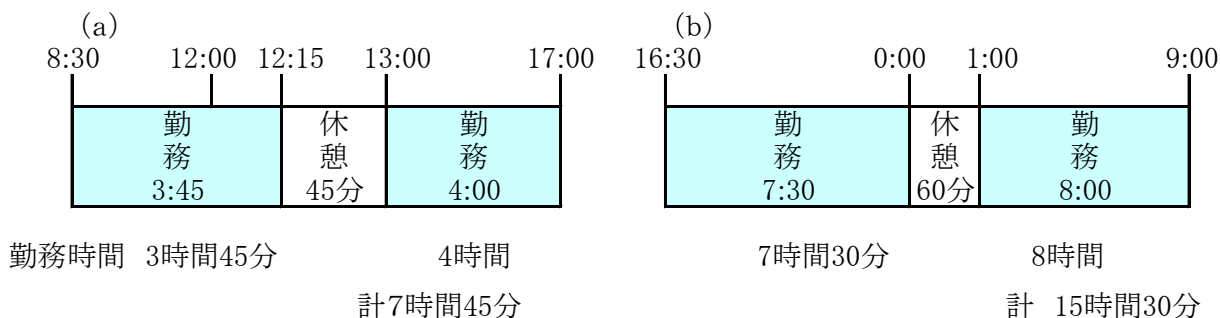 (a) (b)
8:30 12:00 12:15 13:00 17:00 16:30 0:00 1:00 9:00
勤務 休憩 勤務 勤務 休憩 勤務
3:45 45分 4:00 7:30 60分 8:00
勤務時間 3時間45分 4時間 7時間30分 8時間
計7時間45分 計 15時間30分